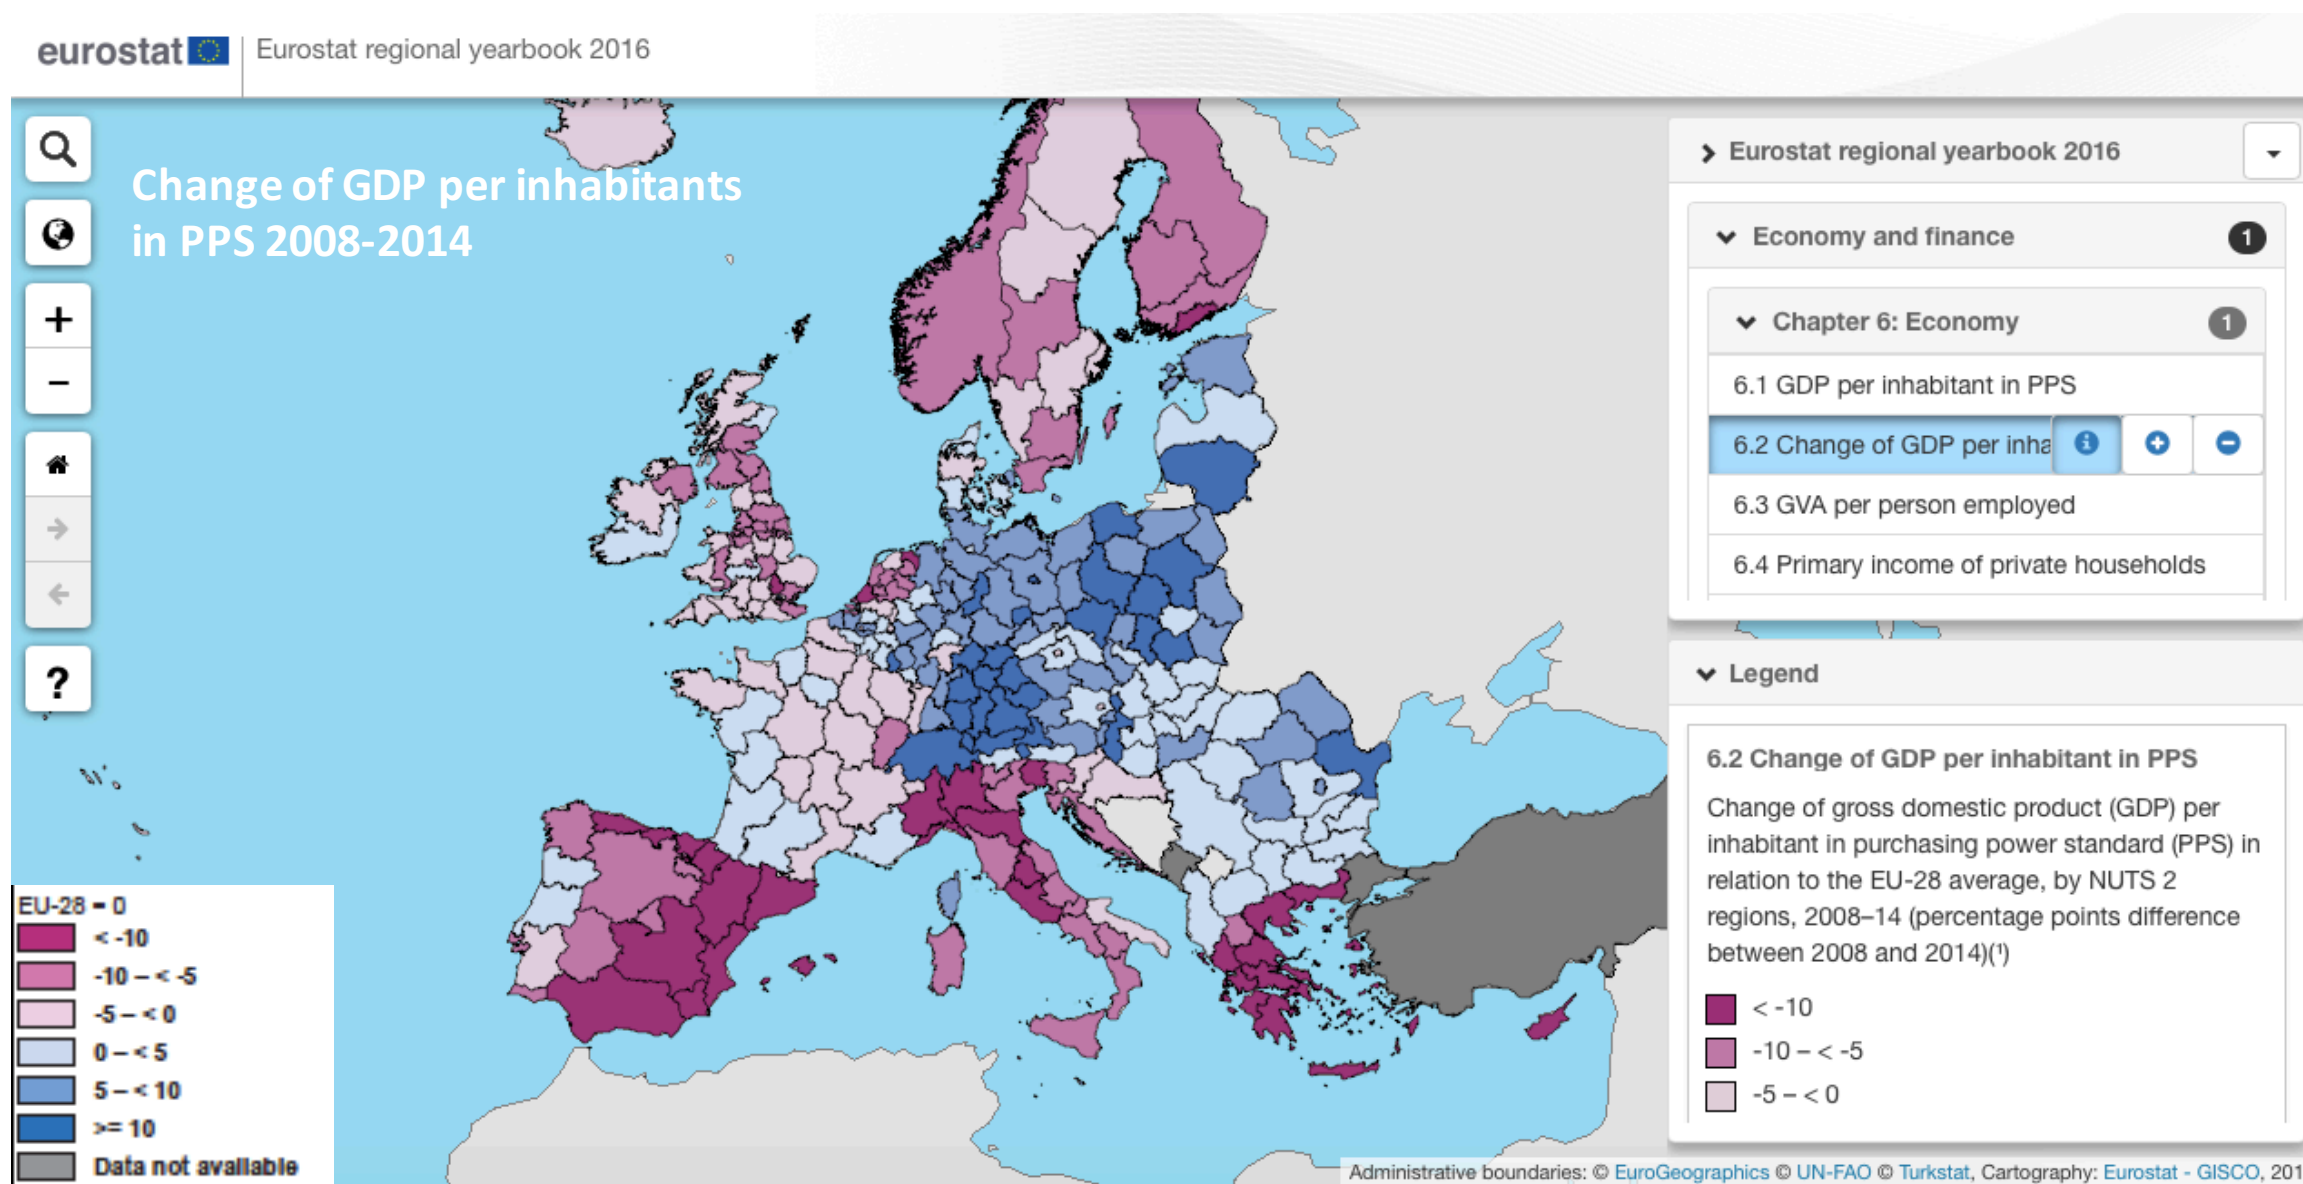 eurostat
Eurostat regional yearbook 2016
Change of GDP per inhabitants
in PPS 2008-2014
?
EU-28 = 0
< -10
-10 – < -5
-5 – < 0
0 – < 5
5 – < 10
>= 10
Data not available
Eurostat regional yearbook 2016
Economy and finance
1
Chapter 6: Economy
1
6.1 GDP per inhabitant in PPS
6.2 Change of GDP per inha
6.3 GVA per person employed
6.4 Primary income of private households
Legend
6.2 Change of GDP per inhabitant in PPS
Change of gross domestic product (GDP) per
inhabitant in purchasing power standard (PPS) in
relation to the EU-28 average, by NUTS 2
regions, 2008–14 (percentage points difference
between 2008 and 2014)(¹)
< -10
-10 – < -5
-5 – < 0
Administrative boundaries: © EuroGeographics © UN-FAO © Turkstat, Cartography: Eurostat - GISCO, 201